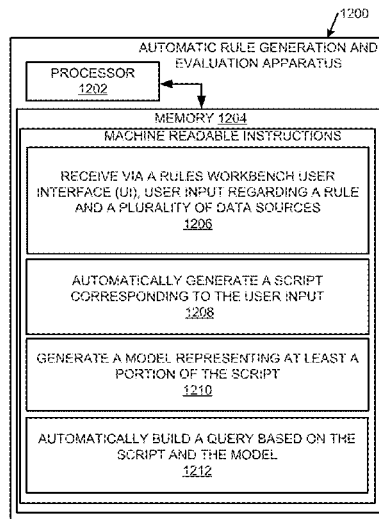 1200
AUTOMATIC RULE GENERATION AND
EVALUATION APPARATUS
PROCESSOR
1202
MEMORY 1204
MACHINE READABLE INSTRUCTIONS
RECEIVE VIA A RULES WORKBENCH USER
INTERFACE (UI), USER INPUT REGARDING A RULE
AND A PLURALITY OF DATA SOURCES
1206
AUTOMATICALLY GENERATE A SCRIPT
CORRESPONDING TO THE USER INPUT
1208
GENERATE A MODEL REPRESENTING AT LEAST A
PORTION OF THE SCRIPT
1210
AUTOMATICALLY BUILD A QUERY BASED ON THE
SCRIPT AND THE MODEL
1212